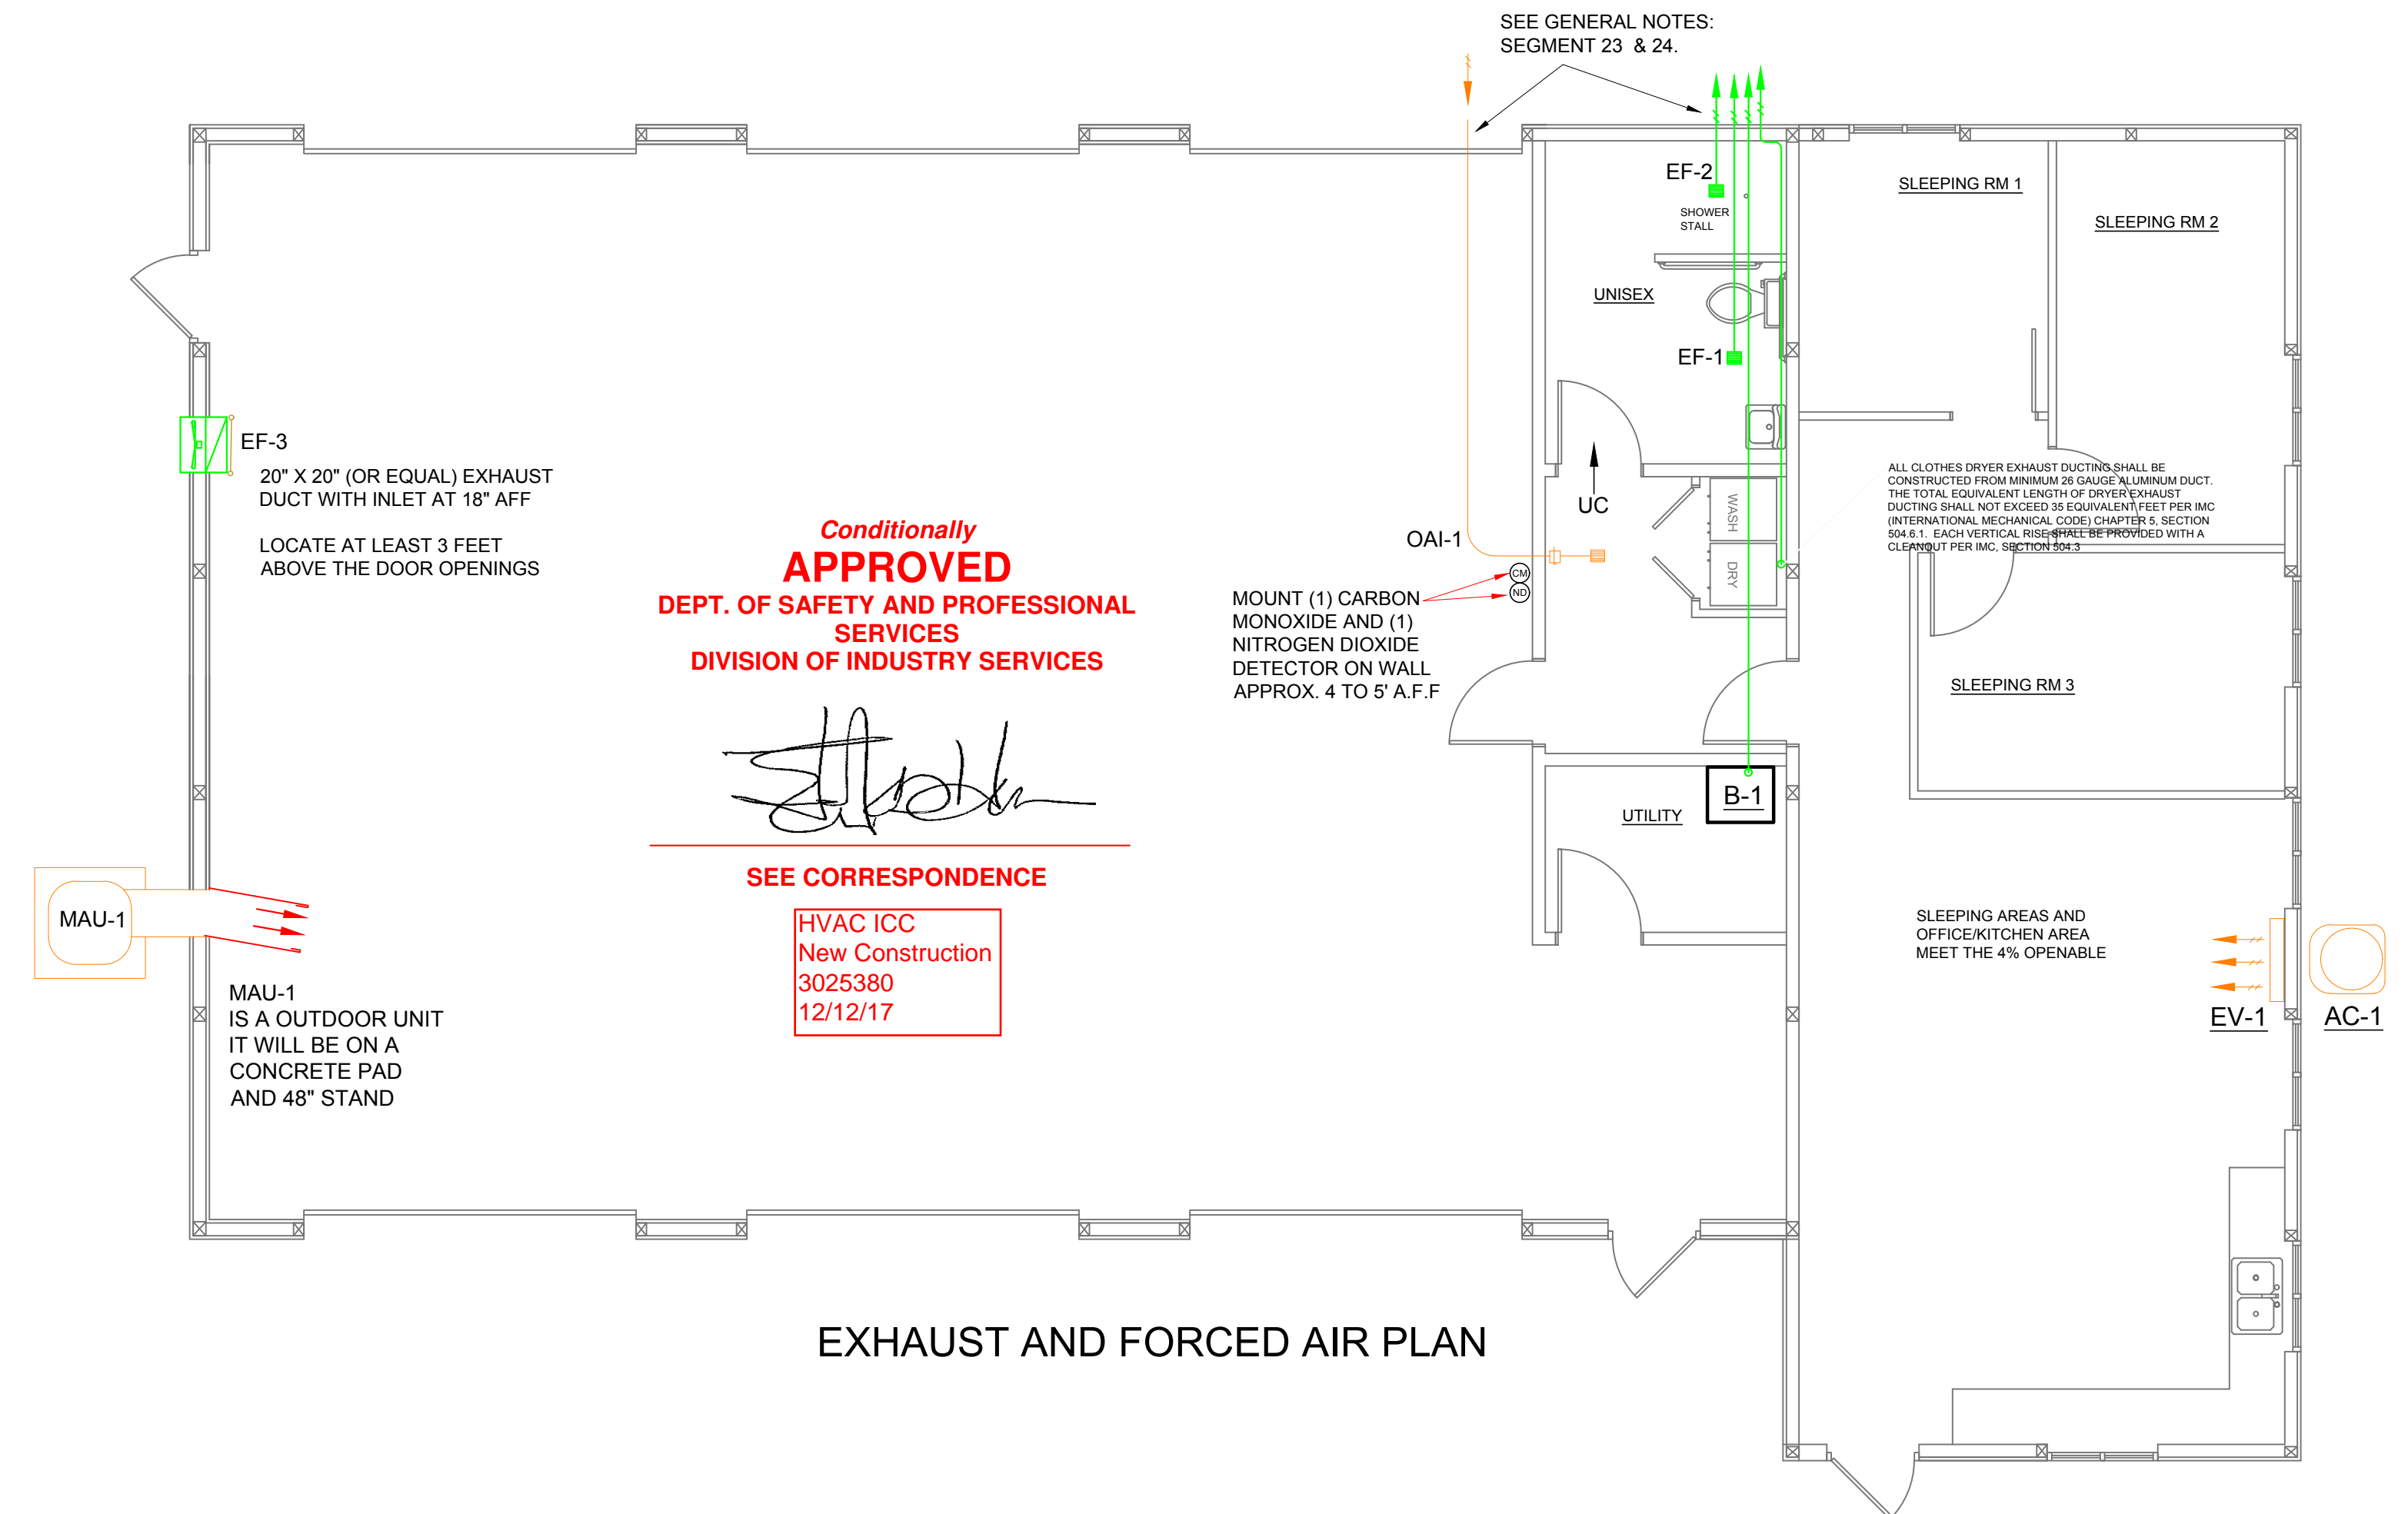 SEE GENERAL NOTES:
SEGMENT 23 & 24.
EF-2
SHOWER
STALL
SLEEPING RM 1
SLEEPING RM 2
UNISEX
EF-1
EF-3
20" X 20" (OR EQUAL) EXHAUST
DUCT WITH INLET AT 18" AFF
LOCATE AT LEAST 3 FEET
ABOVE THE DOOR OPENINGS
UC
WASH
DRY
OAI-1
CM
ND
MOUNT (1) CARBON
MONOXIDE AND (1)
NITROGEN DIOXIDE
DETECTOR ON WALL
APPROX. 4 TO 5' A.F.F
ALL CLOTHES DRYER EXHAUST DUCTING SHALL BE
CONSTRUCTED FROM MINIMUM 26 GAUGE ALUMINUM DUCT.
THE TOTAL EQUIVALENT LENGTH OF DRYER EXHAUST
DUCTING SHALL NOT EXCEED 35 EQUIVALENT FEET PER IMC
(INTERNATIONAL MECHANICAL CODE) CHAPTER 5, SECTION
504.6.1. EACH VERTICAL RISE SHALL BE PROVIDED WITH A
CLEANOUT PER IMC, SECTION 504.3
Conditionally
APPROVED
DEPT. OF SAFETY AND PROFESSIONAL
SERVICES
DIVISION OF INDUSTRY SERVICES
SEE CORRESPONDENCE
HVAC ICC
New Construction
3025380
12/12/17
SLEEPING RM 3
B-1
UTILITY
MAU-1
MAU-1
IS A OUTDOOR UNIT
IT WILL BE ON A
CONCRETE PAD
AND 48" STAND
SLEEPING AREAS AND
OFFICE/KITCHEN AREA
MEET THE 4% OPENABLE
EV-1
AC-1
EXHAUST AND FORCED AIR PLAN